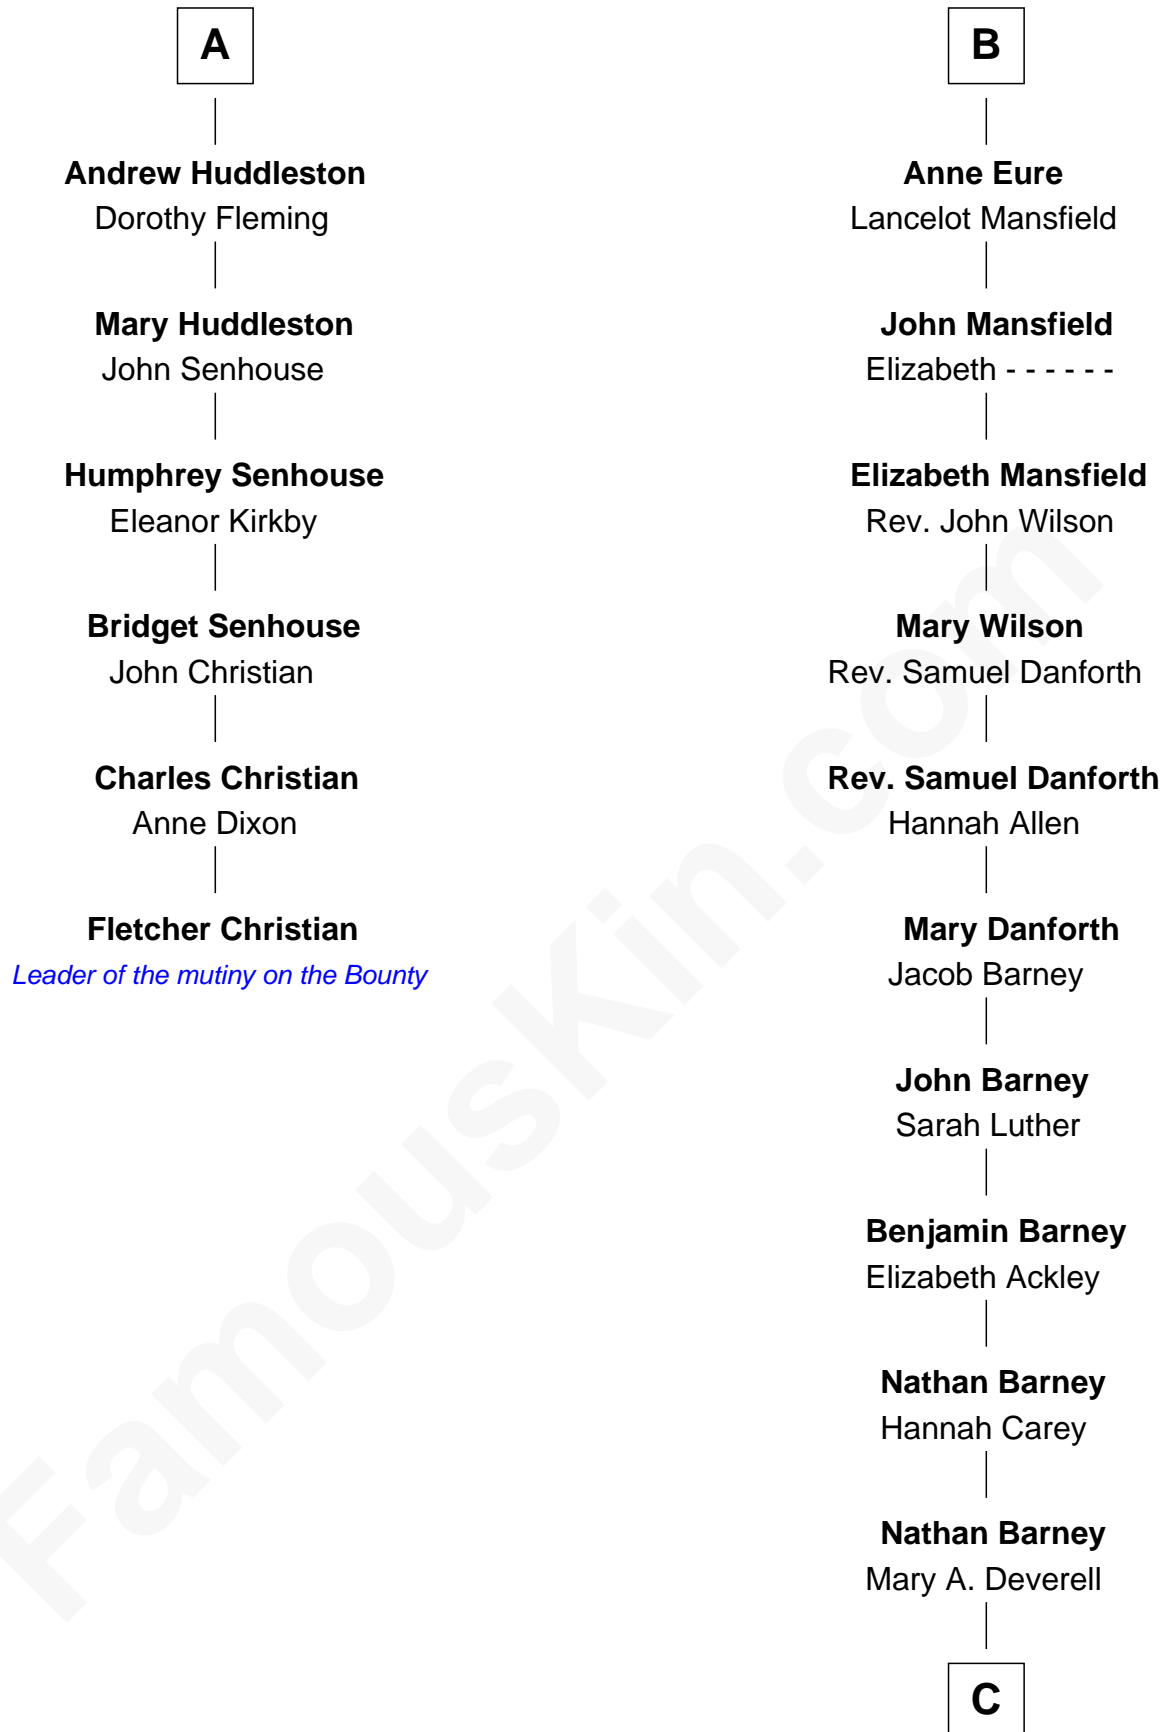 A
Andrew Huddleston
Dorothy Fleming
Mary Huddleston
John Senhouse
Humphrey Senhouse
Eleanor Kirkby
Bridget Senhouse
John Christian
Charles Christian
Anne Dixon
Fletcher Christian
Leader of the mutiny on the Bounty
B
Anne Eure
Lancelot Mansfield
John Mansfield
Elizabeth - - - - - -
Elizabeth Mansfield
Rev. John Wilson
Mary Wilson
Rev. Samuel Danforth
Rev. Samuel Danforth
Hannah Allen
Mary Danforth
Jacob Barney
John Barney
Sarah Luther
Benjamin Barney
Elizabeth Ackley
Nathan Barney
Hannah Carey
Nathan Barney
Mary A. Deverell
C
FamousKin.com